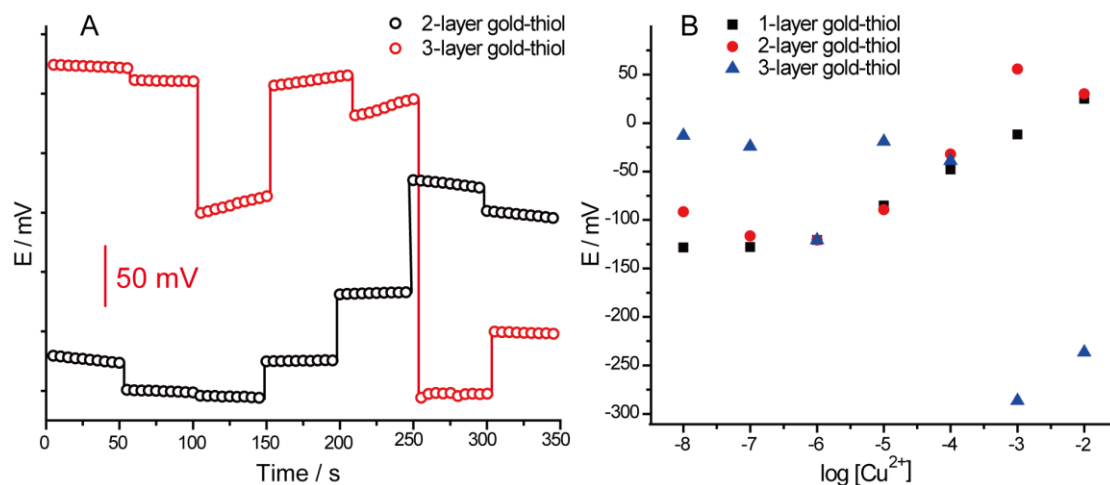 A
2-layer gold-thiol
3-layer gold-thiol
E / mV
50 mV
0 50 100 150 200 250 300 350
Time / s
B
1-layer gold-thiol
2-layer gold-thiol
3-layer gold-thiol
50
0
-50
-100
-150
-200
-250
-300
E / mV
-8 -7 -6 -5 -4 -3 -2
log [Cu²⁺]